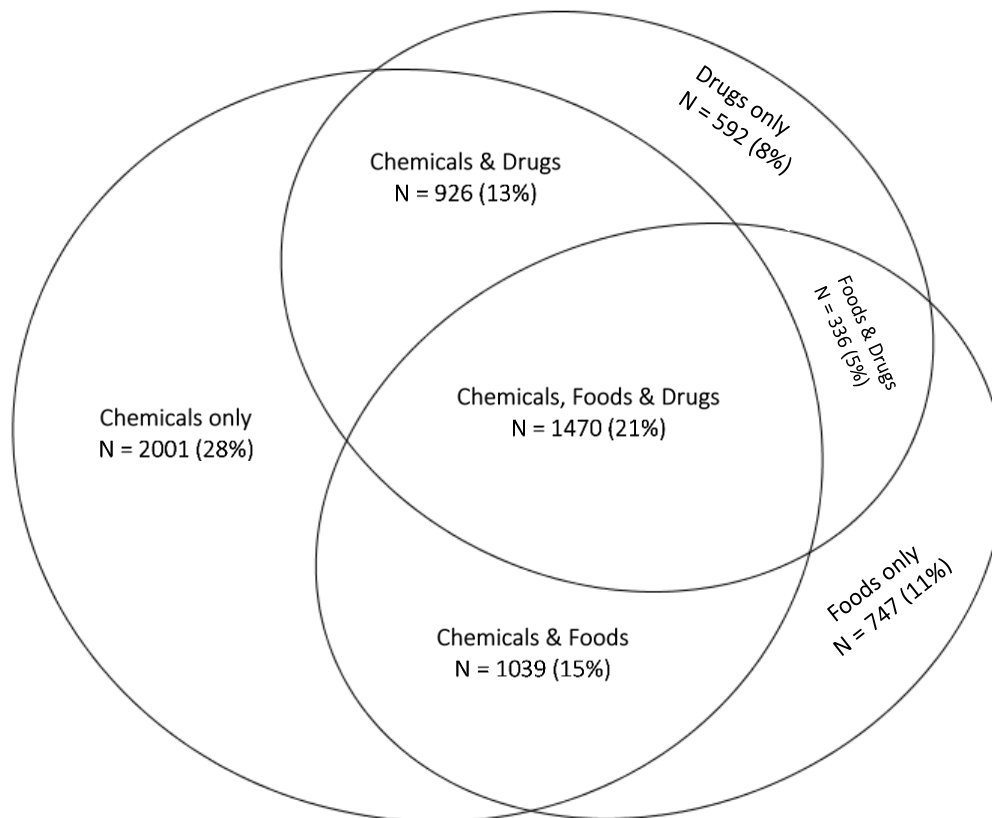 Drugs only
N = 592 (8%)
Chemicals & Drugs
N = 926 (13%)
Foods & Drugs
N = 336 (5%)
Chemicals, Foods & Drugs
N = 1470 (21%)
Chemicals only
N = 2001 (28%)
Foods only
N = 747 (11%)
Chemicals & Foods
N = 1039 (15%)